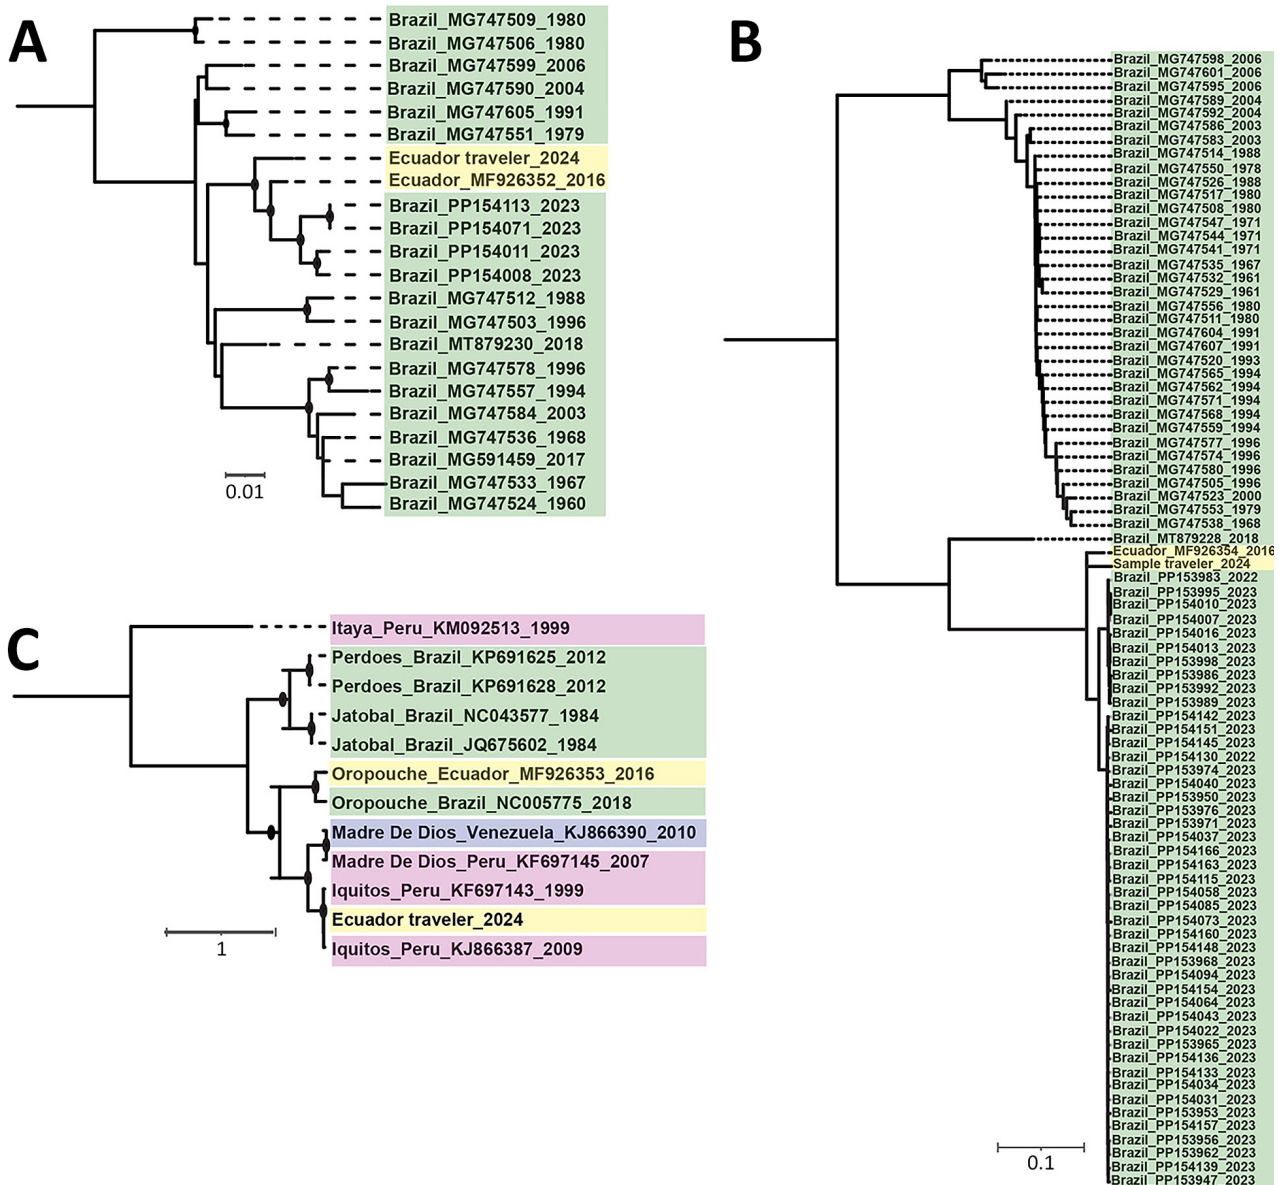 A
Brazil_MG747509_1980
Brazil_MG747506_1980
Brazil_MG747599_2006
Brazil_MG747590_2004
Brazil_MG747605_1991
Brazil_MG747551_1979
Ecuador traveler_2024
Ecuador_MF926352_2016
Brazil_PP154113_2023
Brazil_PP154071_2023
Brazil_PP154011_2023
Brazil_PP154008_2023
Brazil_MG747512_1988
Brazil_MG747503_1996
Brazil_MT879230_2018
Brazil_MG747578_1996
Brazil_MG747557_1994
Brazil_MG747584_2003
Brazil_MG747536_1968
Brazil_MG591459_2017
Brazil_MG747533_1967
Brazil_MG747524_1960
0.01
B
Brazil_MG747598_2006
Brazil_MG747601_2006
Brazil_MG747595_2006
Brazil_MG747589_2004
Brazil_MG747592_2004
Brazil_MG747586_2003
Brazil_MG747583_2003
Brazil_MG747514_1988
Brazil_MG747550_1978
Brazil_MG747526_1988
Brazil_MG747517_1980
Brazil_MG747508_1980
Brazil_MG747547_1971
Brazil_MG747544_1971
Brazil_MG747541_1971
Brazil_MG747535_1967
Brazil_MG747532_1961
Brazil_MG747529_1961
Brazil_MG747556_1980
Brazil_MG747511_1980
Brazil_MG747604_1991
Brazil_MG747607_1991
Brazil_MG747520_1993
Brazil_MG747565_1994
Brazil_MG747562_1994
Brazil_MG747571_1994
Brazil_MG747568_1994
Brazil_MG747559_1994
Brazil_MG747577_1996
Brazil_MG747574_1996
Brazil_MG747580_1996
Brazil_MG747505_1996
Brazil_MG747523_2000
Brazil_MG747553_1979
Brazil_MG747538_1968
Brazil_MT879228_2018
Ecuador_MF926354_2016
Sample traveler_2024
Brazil_PP153983_2022
Brazil_PP153995_2023
Brazil_PP154010_2023
Brazil_PP154007_2023
Brazil_PP154016_2023
Brazil_PP154013_2023
Brazil_PP153998_2023
Brazil_PP153986_2023
Brazil_PP153992_2023
Brazil_PP153989_2023
Brazil_PP154142_2023
Brazil_PP154151_2023
Brazil_PP154145_2023
Brazil_PP154130_2022
Brazil_PP153974_2023
Brazil_PP154040_2023
Brazil_PP153950_2023
Brazil_PP153976_2023
Brazil_PP153971_2023
Brazil_PP154037_2023
Brazil_PP154166_2023
Brazil_PP154163_2023
Brazil_PP154115_2023
Brazil_PP154058_2023
Brazil_PP154085_2023
Brazil_PP154073_2023
Brazil_PP154160_2023
Brazil_PP154148_2023
Brazil_PP153968_2023
Brazil_PP154094_2023
Brazil_PP154154_2023
Brazil_PP154064_2023
Brazil_PP154043_2023
Brazil_PP154022_2023
Brazil_PP153965_2023
Brazil_PP154136_2023
Brazil_PP154133_2023
Brazil_PP154034_2023
Brazil_PP154031_2023
Brazil_PP153953_2023
Brazil_PP154157_2023
Brazil_PP153956_2023
Brazil_PP153962_2023
Brazil_PP154139_2023
Brazil_PP153947_2023
0.1
C
Itaya_Peru_KM092513_1999
Perdoes_Brazil_KP691625_2012
Perdoes_Brazil_KP691628_2012
Jatobal_Brazil_NC043577_1984
Jatobal_Brazil_JQ675602_1984
Oropouche_Ecuador_MF926353_2016
Oropouche_Brazil_NC005775_2018
Madre De Dios_Venezuela_KJ866390_2010
Madre De Dios_Peru_KF697145_2007
Iquitos_Peru_KF697143_1999
Ecuador traveler_2024
Iquitos_Peru_KJ866387_2009
1